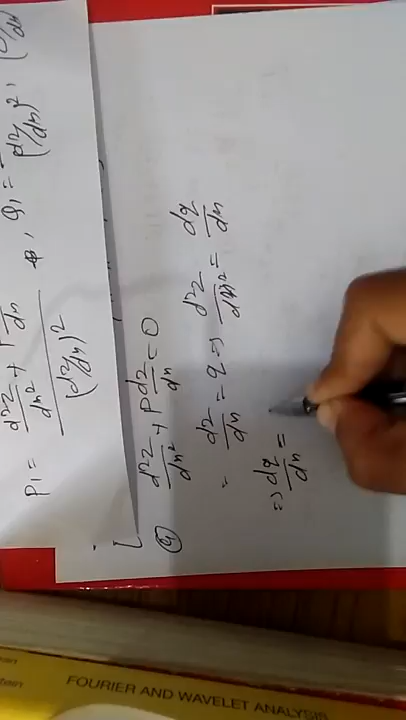 P₁ = (d²z/dx² + P dz/dx) / (dz/dx)² , Q₁ = / (dz/dx)² ,
④ d²z/dx² + P dz/dx = 0
= dz/dx = q ⇒ d²z/dx² = dq/dx
⇒ dq/dx =
FOURIER AND WAVELET ANALYSIS